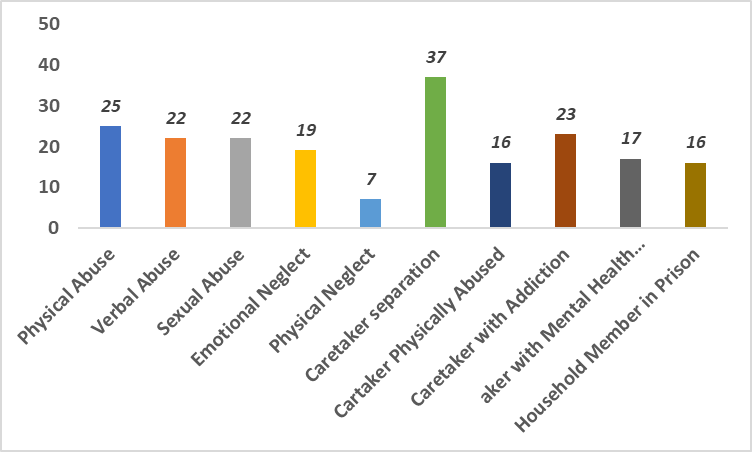 50
40
30
20
10
0
25
22
22
19
7
37
16
23
17
16
Physical Abuse
Verbal Abuse
Sexual Abuse
Emotional Neglect
Physical Neglect
Caretaker separation
Cartaker Physically Abused
Caretaker with Addiction
aker with Mental Health...
Household Member in Prison